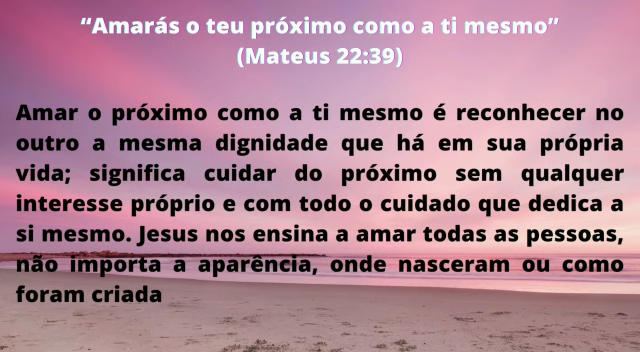 “Amarás o teu próximo como a ti mesmo”
(Mateus 22:39)
Amar o próximo como a ti mesmo é reconhecer no
outro a mesma dignidade que há em sua própria
vida; significa cuidar do próximo sem qualquer
interesse próprio e com todo o cuidado que dedica a
si mesmo. Jesus nos ensina a amar todas as pessoas,
não importa a aparência, onde nasceram ou como
foram criada